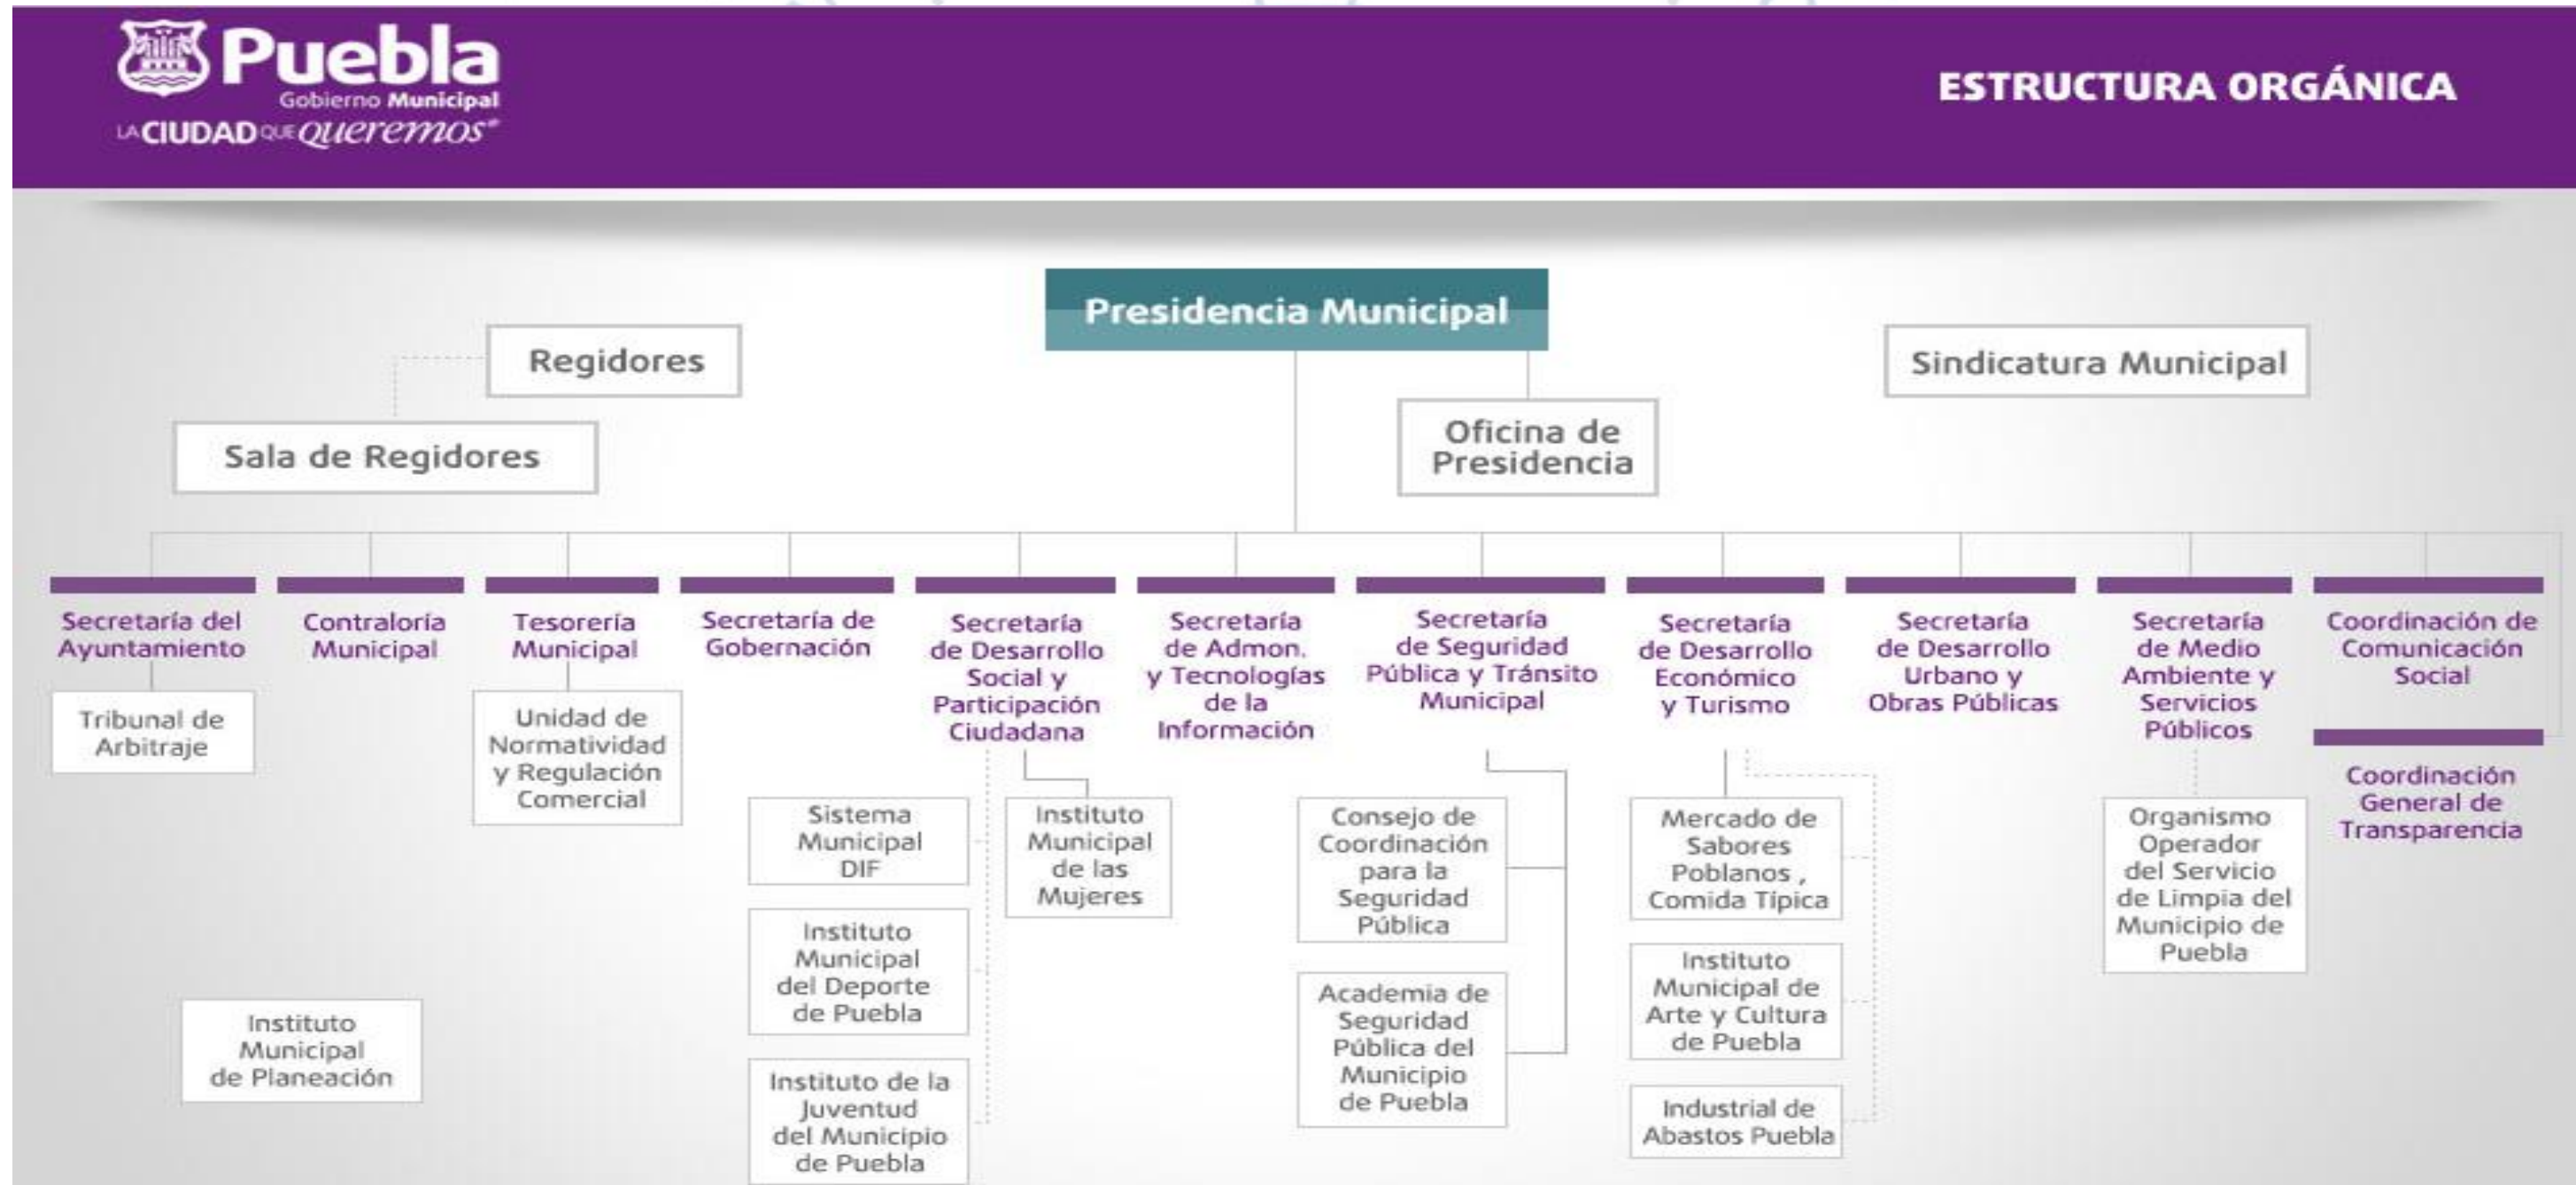 Puebla
Gobierno Municipal
LA CIUDAD QUE queremos
ESTRUCTURA ORGÁNICA
Presidencia Municipal
Regidores
Sindicatura Municipal
Sala de Regidores
Oficina de
Presidencia
Secretaría del
Ayuntamiento
Contraloría
Municipal
Tesorería
Municipal
Secretaría de
Gobernación
Secretaría
de Desarrollo
Social y
Participación
Ciudadana
Secretaría
de Admon.
y Tecnologías
de la
Información
Secretaría
de Seguridad
Pública y Tránsito
Municipal
Secretaría
de Desarrollo
Económico
y Turismo
Secretaría
de Desarrollo
Urbano y
Obras Públicas
Secretaría
de Medio
Ambiente y
Servicios
Públicos
Coordinación de
Comunicación
Social
Coordinación
General de
Transparencia
Tribunal de
Arbitraje
Unidad de
Normatividad
y Regulación
Comercial
Sistema
Municipal
DIF
Instituto
Municipal
de las
Mujeres
Consejo de
Coordinación
para la
Seguridad
Pública
Mercado de
Sabores
Poblanos ,
Comida Típica
Organismo
Operador
del Servicio
de Limpia del
Municipio de
Puebla
Instituto
Municipal
del Deporte
de Puebla
Instituto
Municipal de
Arte y Cultura
de Puebla
Academia de
Seguridad
Pública del
Municipio
de Puebla
Instituto
Municipal
de Planeación
Instituto de la
Juventud
del Municipio
de Puebla
Industrial de
Abastos Puebla